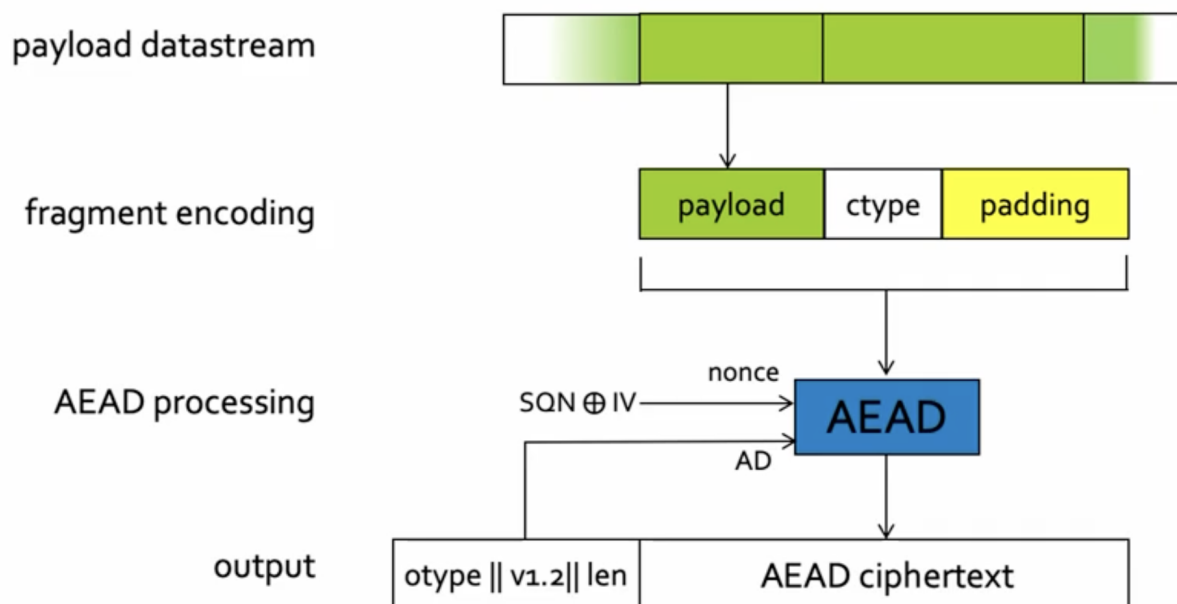 payload datastream
fragment encoding
payload
ctype
padding
AEAD processing
nonce
SQN ⊕ IV
AEAD
AD
output
otype || v1.2|| len
AEAD ciphertext